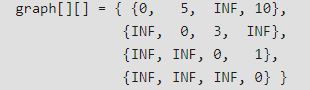 graph[][] = { {0, 5, INF, 10},
{INF, 0, 3, INF},
{INF, INF, 0, 1},
{INF, INF, INF, 0} }